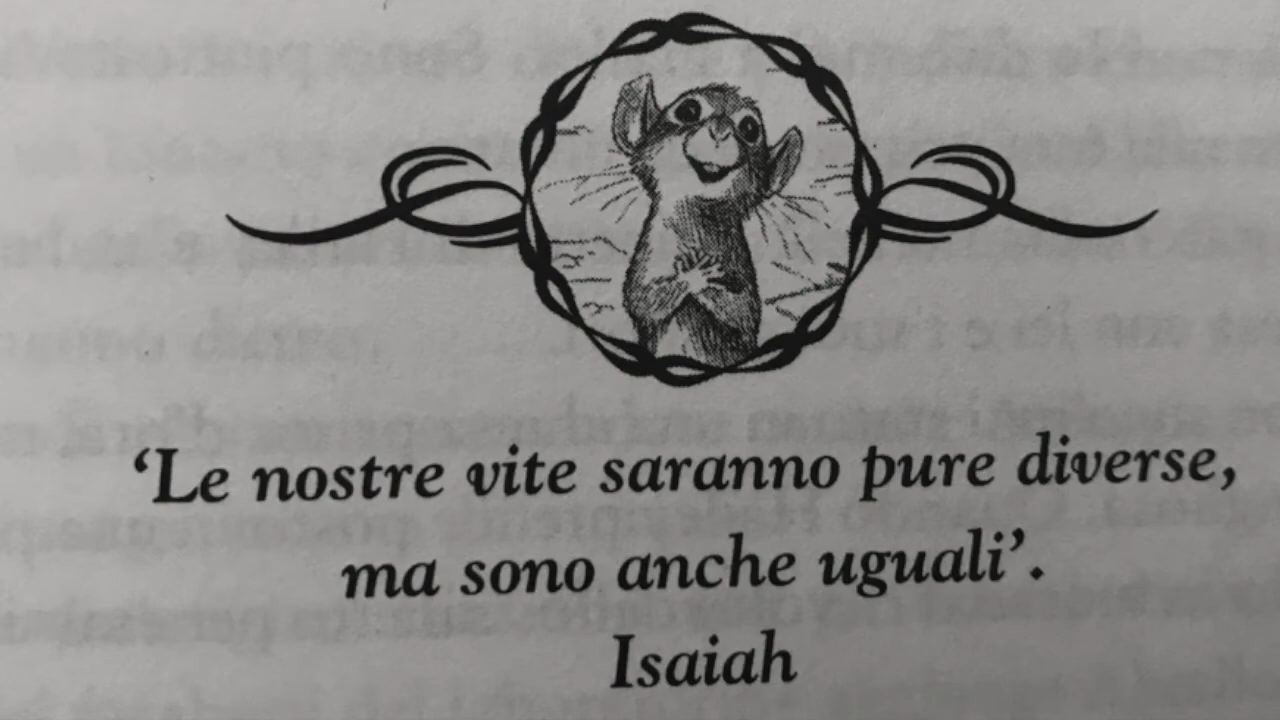 ‘Le nostre vite saranno pure diverse,
ma sono anche uguali’.
Isaiah